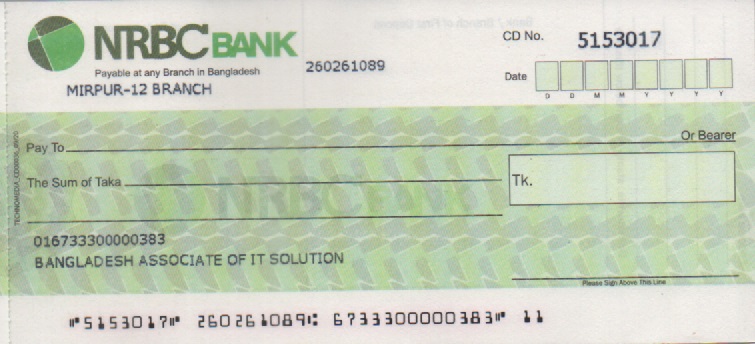 NRBC BANK
CD No. 5153017
Payable at any Branch in Bangladesh
260261089
Date
MIRPUR-12 BRANCH
D D M M Y Y Y Y
Pay To Or Bearer
The Sum of Taka Tk.
016733300000383
BANGLADESH ASSOCIATE OF IT SOLUTION
Please Sign Above This Line
⑈5153017⑈ 260261089⑆ 6733300000383⑈ 11